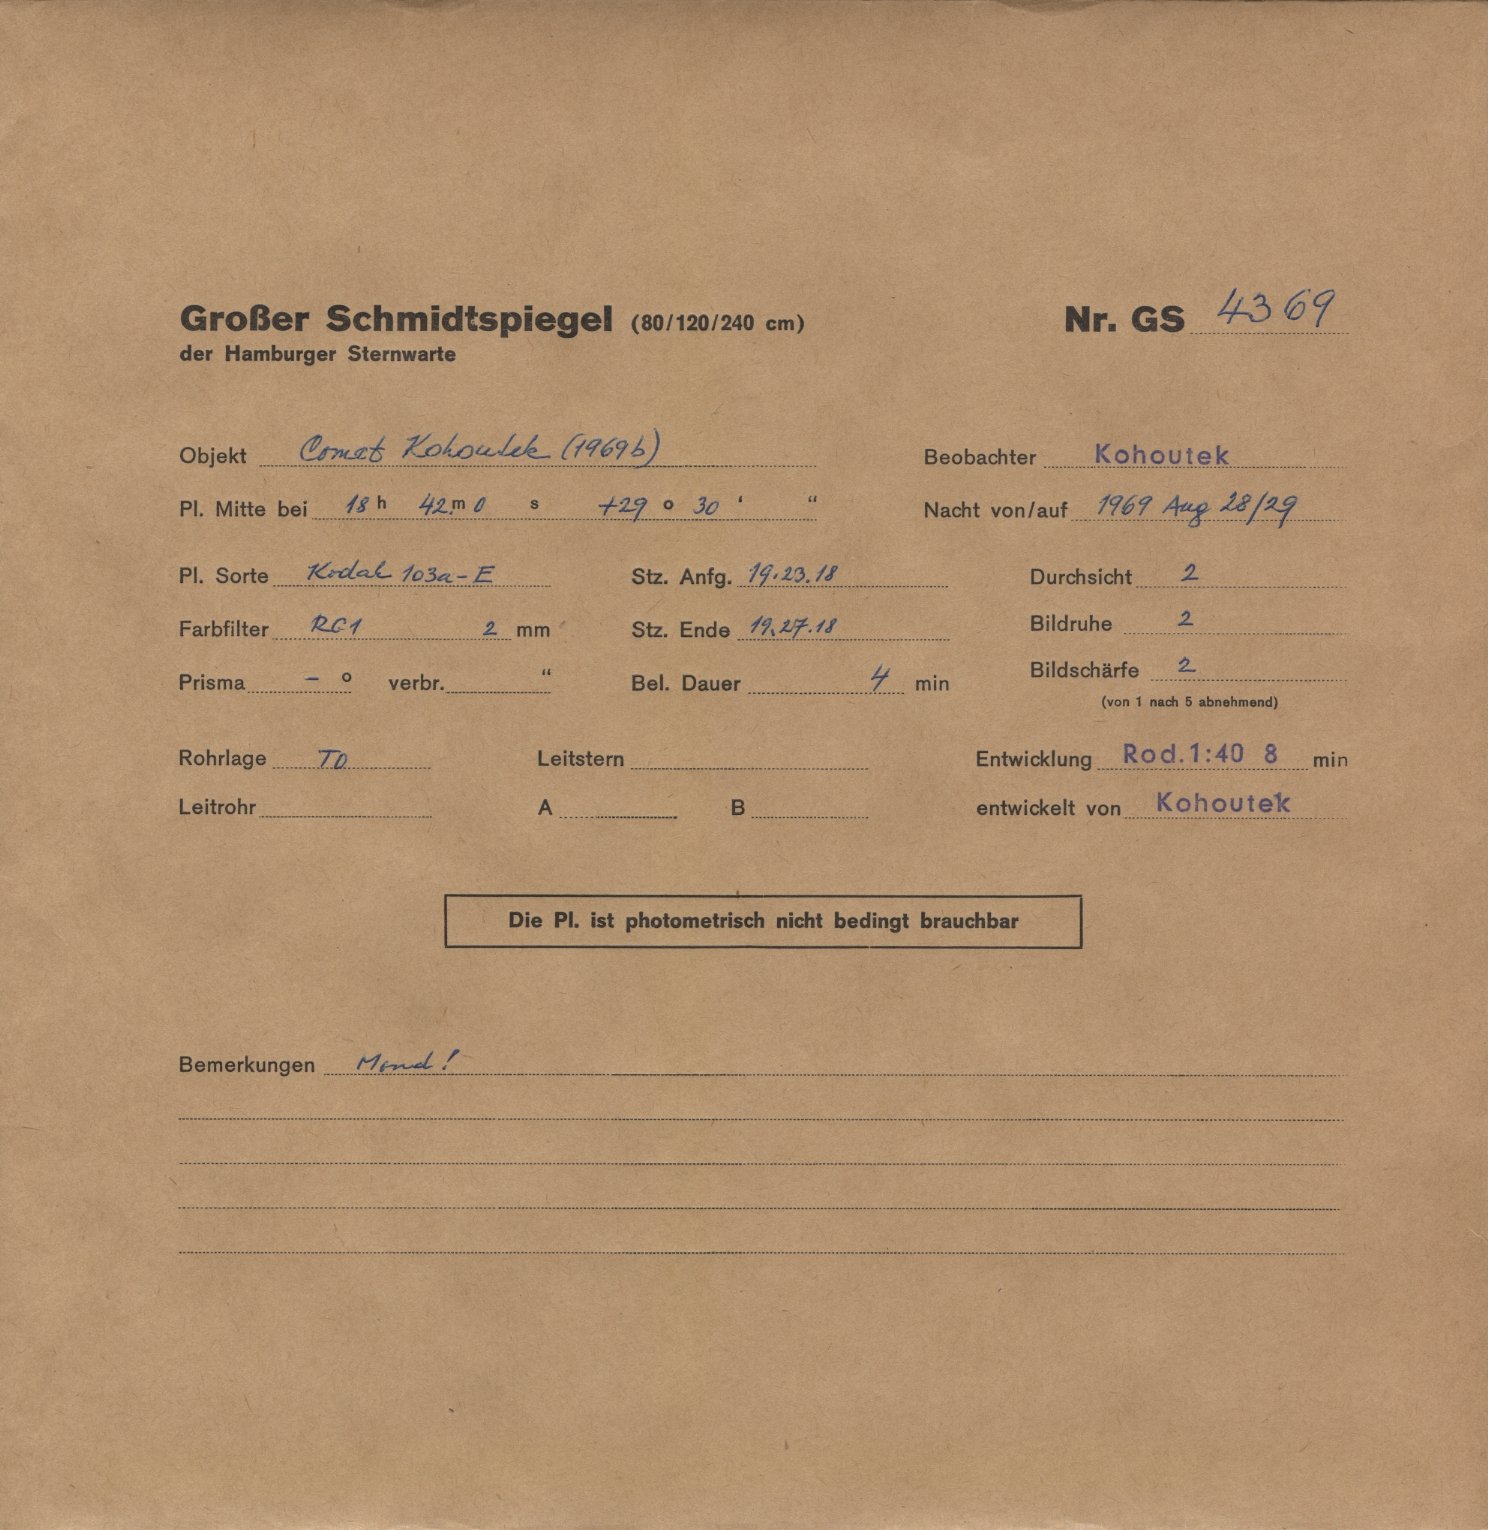 Großer Schmidtspiegel (80/120/240 cm) Nr. GS 4369
der Hamburger Sternwarte
Objekt Comet Kohoutek (1969b) Beobachter Kohoutek
Pl. Mitte bei 18 h 42 m 0 s +29 o 30 ' " Nacht von/auf 1969 Aug 28/29
Pl. Sorte Kodak 103a-E Stz. Anfg. 19.23.18 Durchsicht 2
Farbfilter RG1 2 mm Stz. Ende 19.27.18 Bildruhe 2
Prisma - o verbr. " Bel. Dauer 4 min Bildschärfe 2
(von 1 nach 5 abnehmend)
Rohrlage TO Leitstern Entwicklung Rod.1:40 8 min
Leitrohr A B entwickelt von Kohoutek
Die Pl. ist photometrisch nicht bedingt brauchbar
Bemerkungen Mond!